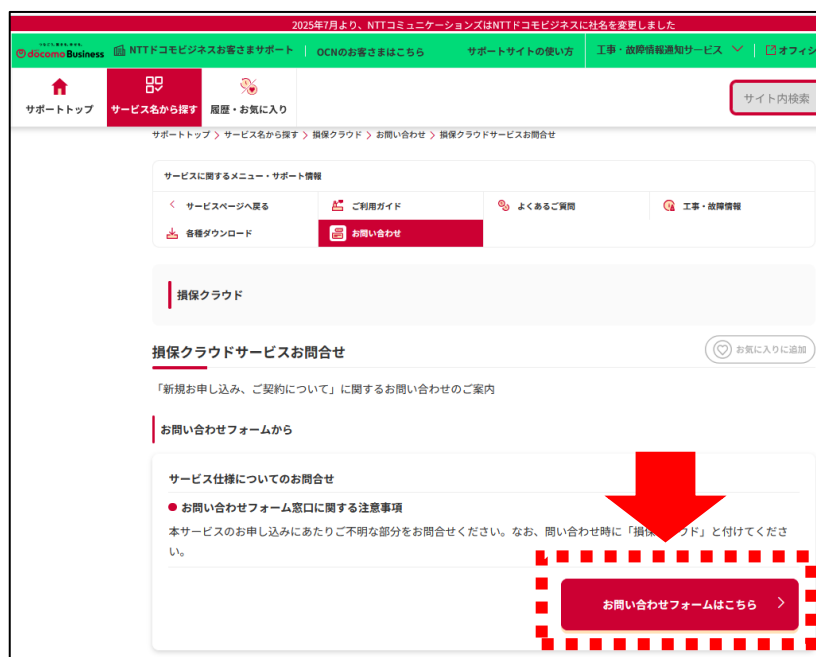 2025年7月より、NTTコミュニケーションズはNTTドコモビジネスに社名を変更しました
つなごう。驚きを。幸せを。
döcomo Business NTTドコモビジネスお客さまサポート OCNのお客さまはこちら サポートサイトの使い方 工事・故障情報通知サービス オフィシ
サポートトップ サービス名から探す 履歴・お気に入り サイト内検索
サポートトップ > サービス名から探す > 損保クラウド > お問い合わせ > 損保クラウドサービスお問合せ
サービスに関するメニュー・サポート情報
サービスページへ戻る ご利用ガイド よくあるご質問 工事・故障情報
各種ダウンロード お問い合わせ
損保クラウド
損保クラウドサービスお問合せ お気に入りに追加
「新規お申し込み、ご契約について」に関するお問い合わせのご案内
お問い合わせフォームから
サービス仕様についてのお問合せ
お問い合わせフォーム窓口に関する注意事項
本サービスのお申し込みにあたりご不明な部分をお問合せください。なお、問い合わせ時に「損保クラウド」と付けてくださ
い。
お問い合わせフォームはこちら